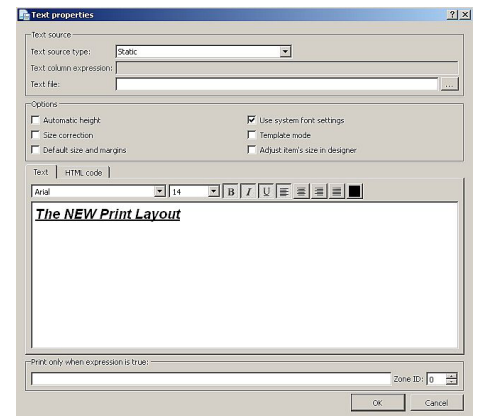 Text properties
Text source
Text source type: Static
Text column expression:
Text file: ...
Options
Automatic height Use system font settings
Size correction Template mode
Default size and margins Adjust item's size in designer
Text HTML code
Arial 14 B I U
The NEW Print Layout
Print only when expression is true:
Zone ID: 0
OK Cancel